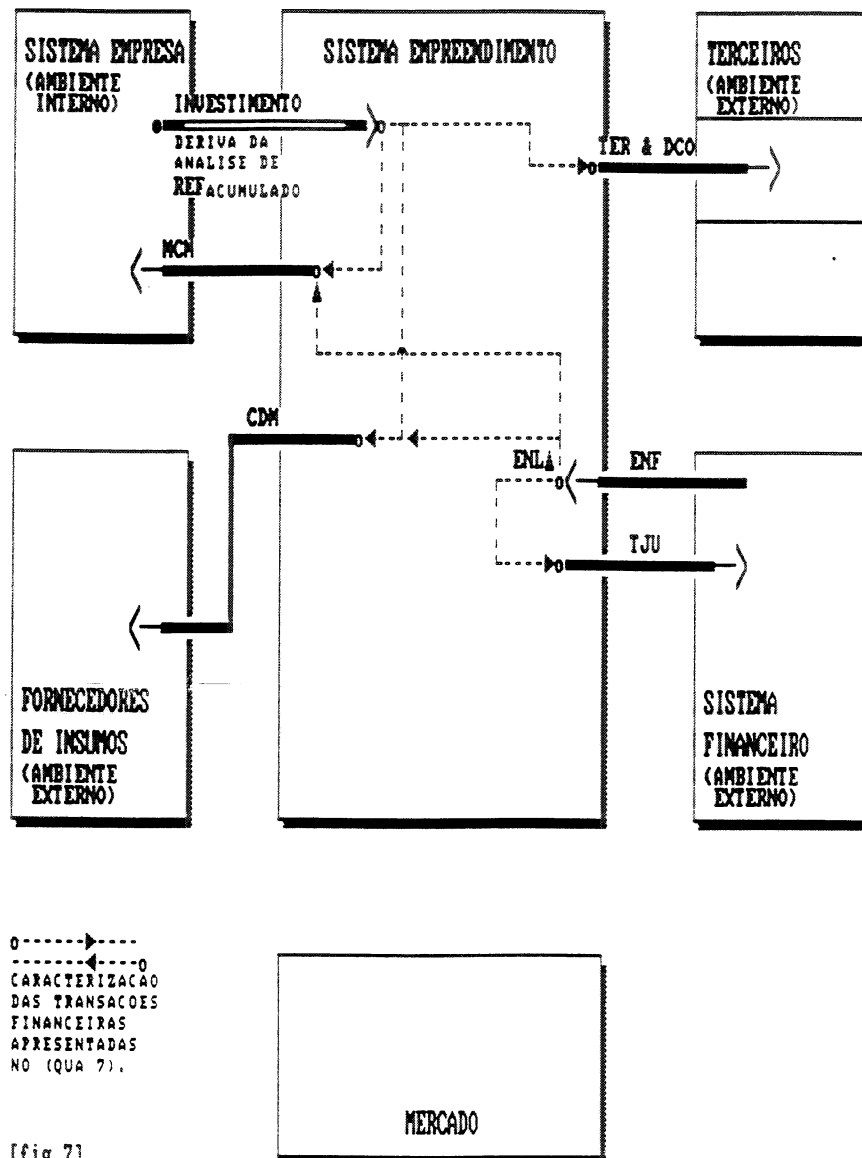 SISTEMA EMPRESA
(AMBIENTE
INTERNO)
SISTEMA EMPREENDIMENTO
TERCEIROS
(AMBIENTE
EXTERNO)
INVESTIMENTO
DERIVA DA
ANALISE DE
REF ACUMULADO
TER & DCO
MCM
CDM
ENL
ENF
TJU
FORNECEDORES
DE INSUMOS
(AMBIENTE
EXTERNO)
SISTEMA
FINANCEIRO
(AMBIENTE
EXTERNO)
CARACTERIZACAO
DAS TRANSACOES
FINANCEIRAS
APRESENTADAS
NO (QUA 7).
MERCADO
[fig 7]